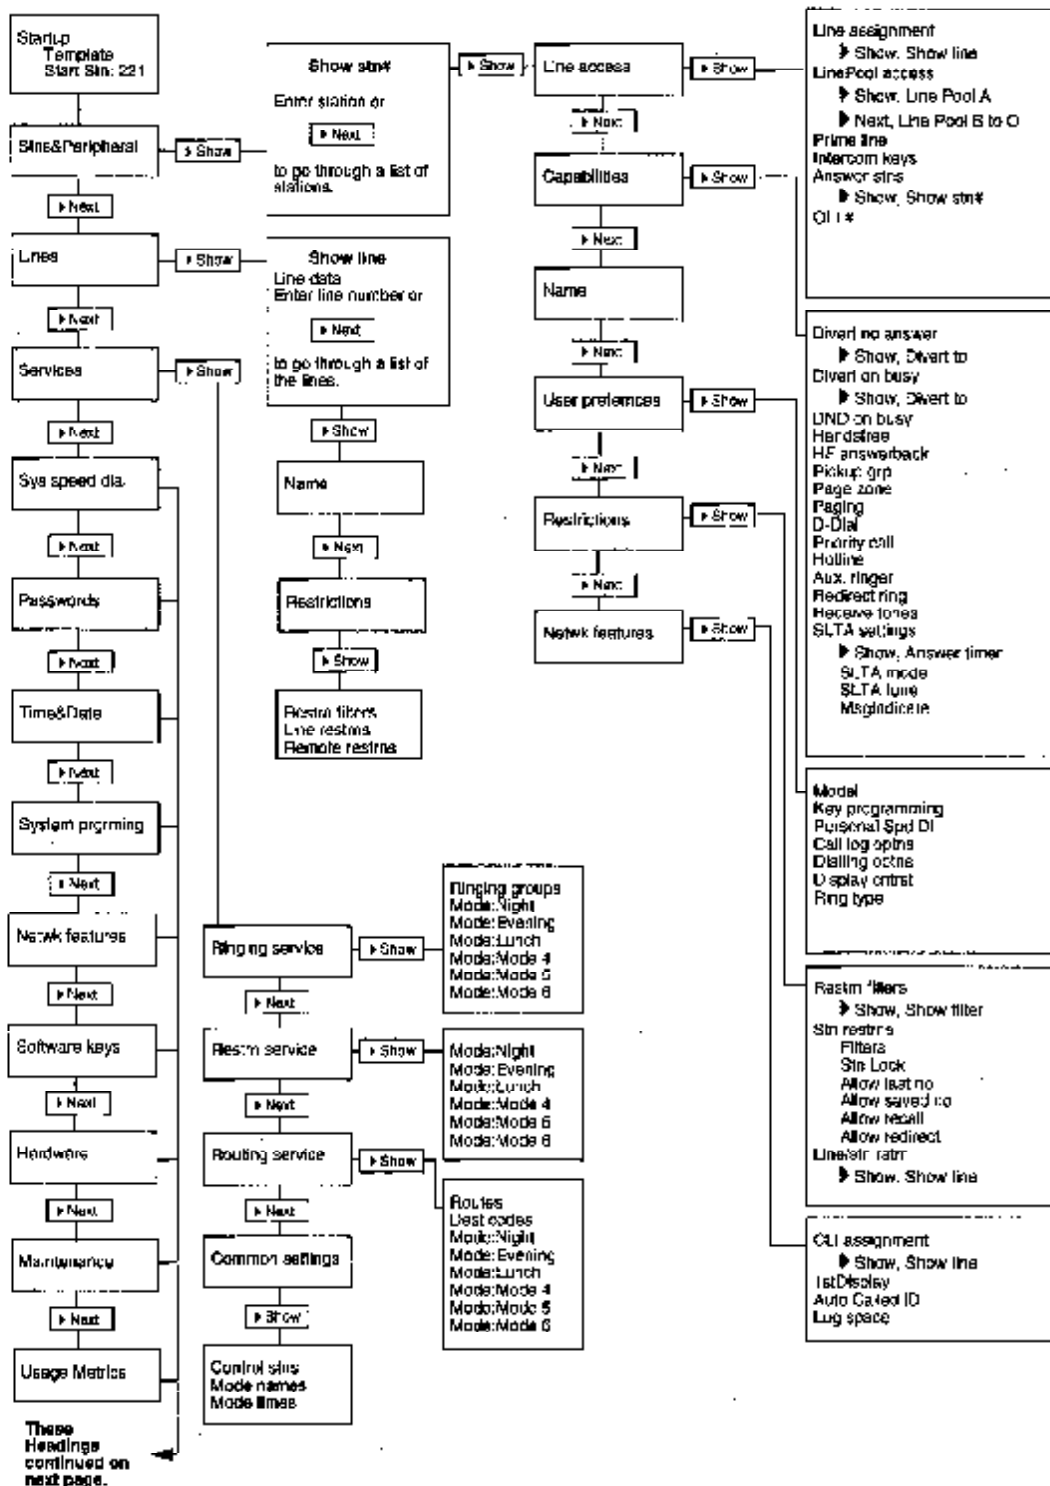 Startup
Template
Start Stn: 221
Stns&Peripheral
▶ Show
▶ Next
Lines
▶ Show
▶ Next
Services
▶ Show
▶ Next
Sys speed dial
▶ Next
Passwords
▶ Next
Time&Date
▶ Next
System prgrming
▶ Next
Netwk features
▶ Next
Software keys
▶ Next
Hardware
▶ Next
Maintenance
▶ Next
Usage Metrics
These
Headings
continued on
next page.
Show stn#
Enter station or
▶ Next
to go through a list of
stations.
▶ Show
Show line
Line data
Enter line number or
▶ Next
to go through a list of
the lines.
▶ Show
Name
▶ Next
Restrictions
▶ Show
Restrn filters
Line restrns
Remote restrns
Ringing service
▶ Show
▶ Next
Restrn service
▶ Show
▶ Next
Routing service
▶ Show
▶ Next
Common settings
▶ Show
Control stns
Mode names
Mode times
Ringing groups
Mode:Night
Mode:Evening
Mode:Lunch
Mode:Mode 4
Mode:Mode 5
Mode:Mode 6
Mode:Night
Mode:Evening
Mode:Lunch
Mode:Mode 4
Mode:Mode 5
Mode:Mode 6
Routes
Dest codes
Mode:Night
Mode:Evening
Mode:Lunch
Mode:Mode 4
Mode:Mode 5
Mode:Mode 6
Line access
▶ Show
▶ Next
Capabilities
▶ Show
▶ Next
Name
▶ Next
User prefernces
▶ Show
▶ Next
Restrictions
▶ Show
▶ Next
Netwk features
▶ Show
Line assignment
▶ Show, Show line
LinePool access
▶ Show, Line Pool A
▶ Next, Line Pool B to O
Prime line
Intercom keys
Answer stns
▶ Show, Show stn#
OLI #
Divert no answer
▶ Show, Divert to
Divert on busy
▶ Show, Divert to
DND on busy
Handsfree
HF answerback
Pickup grp
Page zone
Paging
D-Dial
Priority call
Hotline
Aux. ringer
Redirect ring
Receive tones
SLTA settings
▶ Show, Answer timer
SLTA mode
SLTA tone
MsgIndicate
Model
Key programming
Personal Spd Dl
Call log optns
Dialling optns
Display cntrst
Ring type
Restrn filters
▶ Show, Show filter
Stn restrns
Filters
Stn Lock
Allow last no
Allow saved no
Allow recall
Allow redirect
Line/stn rstrn
▶ Show, Show line
CLI assignment
▶ Show, Show line
1stDisplay
Auto Called ID
Log space